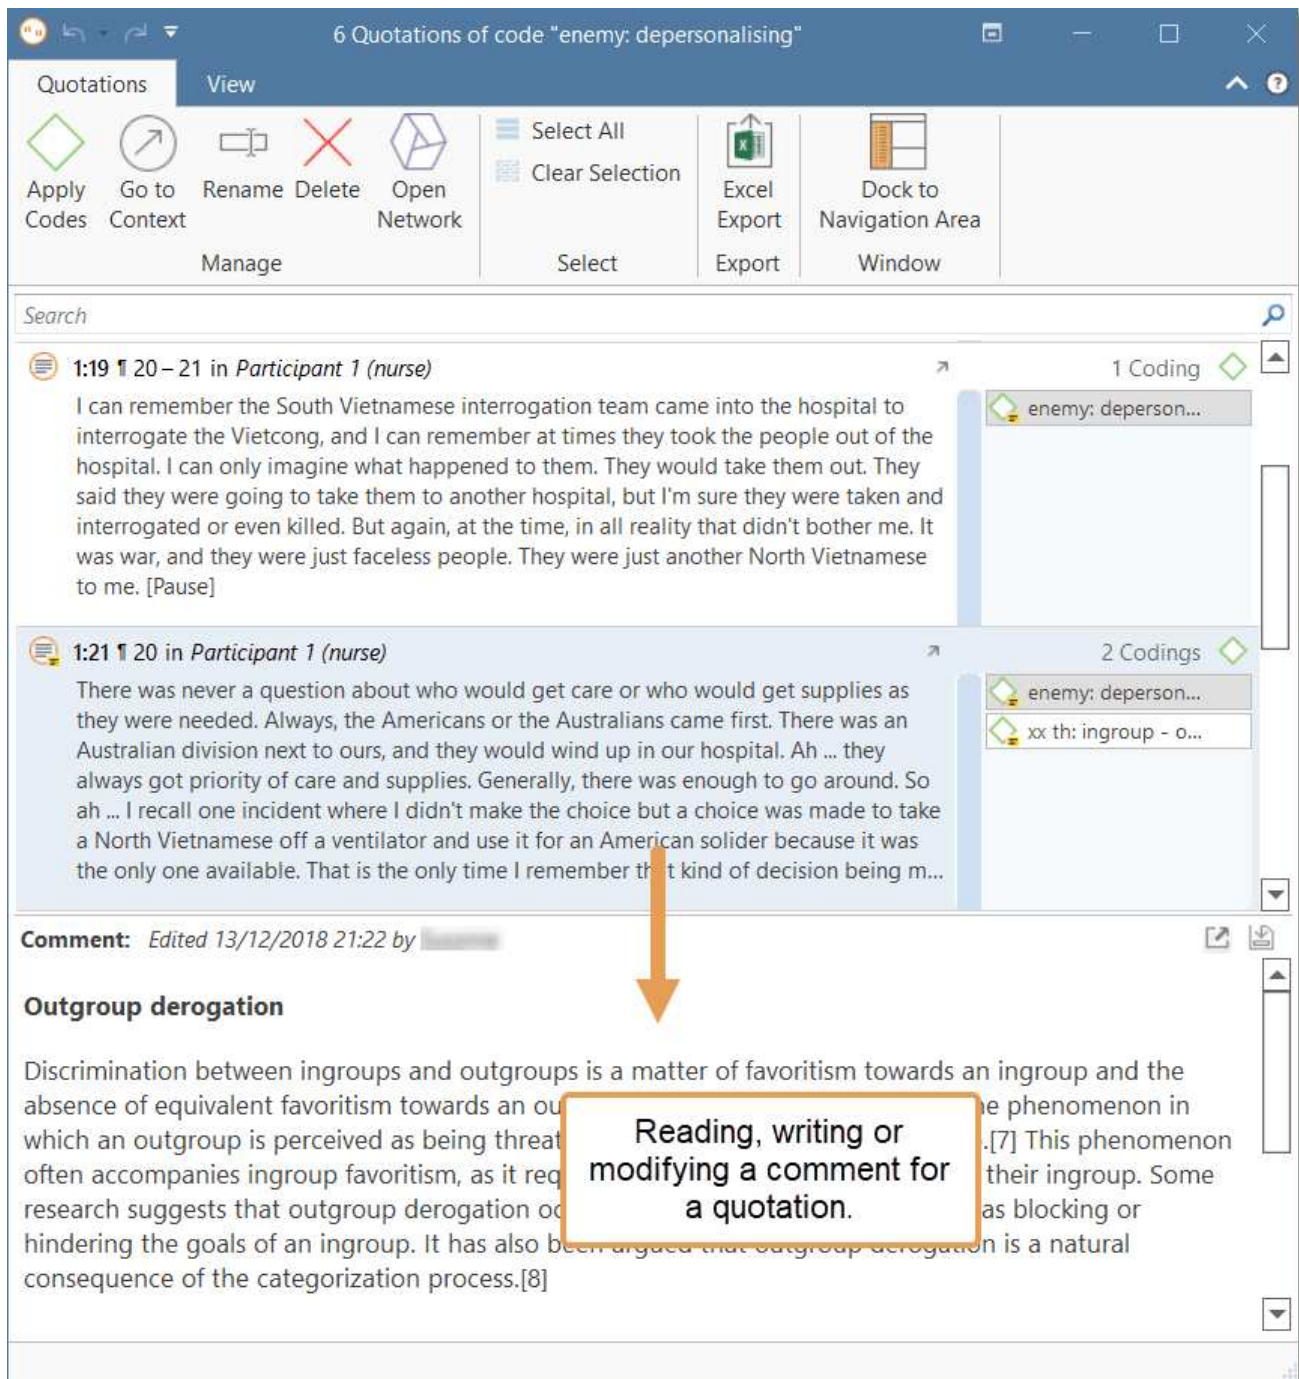 6 Quotations of code "enemy: depersonalising"
Quotations View
Select All
Clear Selection
Apply Codes
Go to Context
Rename
Delete
Open Network
Excel Export
Dock to Navigation Area
Manage
Select
Export
Window
Search
1:19 ¶ 20 – 21 in Participant 1 (nurse)
1 Coding
I can remember the South Vietnamese interrogation team came into the hospital to
interrogate the Vietcong, and I can remember at times they took the people out of the
hospital. I can only imagine what happened to them. They would take them out. They
said they were going to take them to another hospital, but I'm sure they were taken and
interrogated or even killed. But again, at the time, in all reality that didn't bother me. It
was war, and they were just faceless people. They were just another North Vietnamese
to me. [Pause]
enemy: deperson...
1:21 ¶ 20 in Participant 1 (nurse)
2 Codings
There was never a question about who would get care or who would get supplies as
they were needed. Always, the Americans or the Australians came first. There was an
Australian division next to ours, and they would wind up in our hospital. Ah ... they
always got priority of care and supplies. Generally, there was enough to go around. So
ah ... I recall one incident where I didn't make the choice but a choice was made to take
a North Vietnamese off a ventilator and use it for an American solider because it was
the only one available. That is the only time I remember that kind of decision being m...
enemy: deperson...
xx th: ingroup - o...
Comment: Edited 13/12/2018 21:22 by
Outgroup derogation
Discrimination between ingroups and outgroups is a matter of favoritism towards an ingroup and the
absence of equivalent favoritism towards an phenomenon in
which an outgroup is perceived as being .[7] This phenomenon
often accompanies ingroup favoritism, as it their ingroup. Some
research suggests that outgroup derogation as blocking or
hindering the goals of an ingroup. It has also been argued that outgroup derogation is a natural
consequence of the categorization process.[8]
Reading, writing or
modifying a comment for
a quotation.